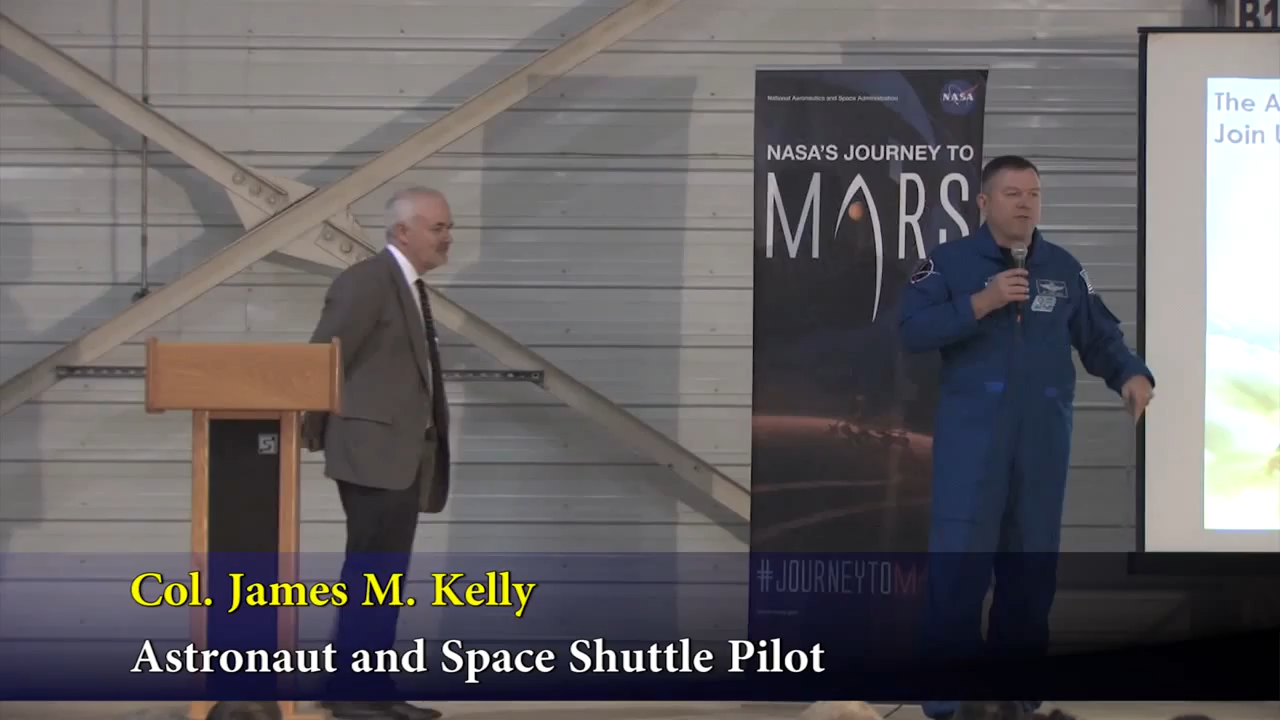 B1
National Aeronautics and Space Administration
NASA
NASA'S JOURNEY TO
MARS
The A
Join U
#JOURNEYTOM
Col. James M. Kelly
Astronaut and Space Shuttle Pilot